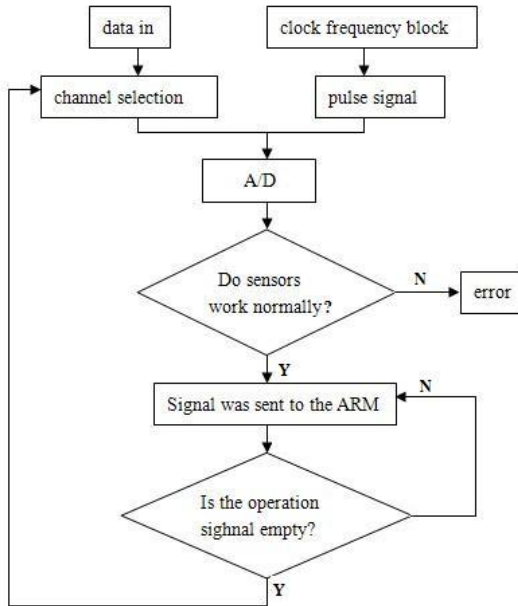 data in
clock frequency block
channel selection
pulse signal
A/D
Do sensors
work normally?
N
error
Y
Signal was sent to the ARM
N
Is the operation
sighnal empty?
Y